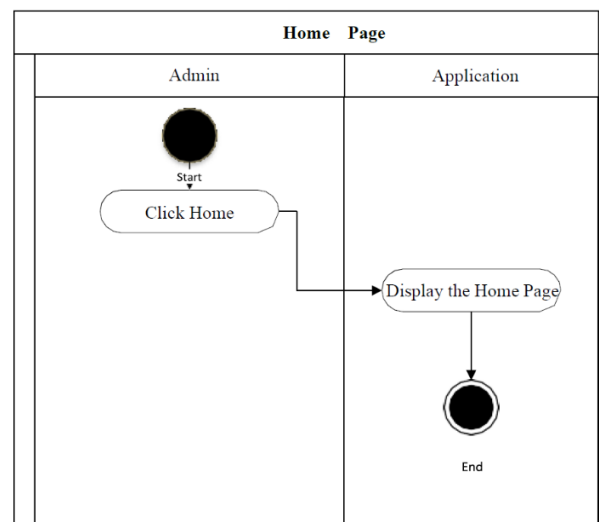 Home Page
Admin
Application
Start
Click Home
Display the Home Page
End